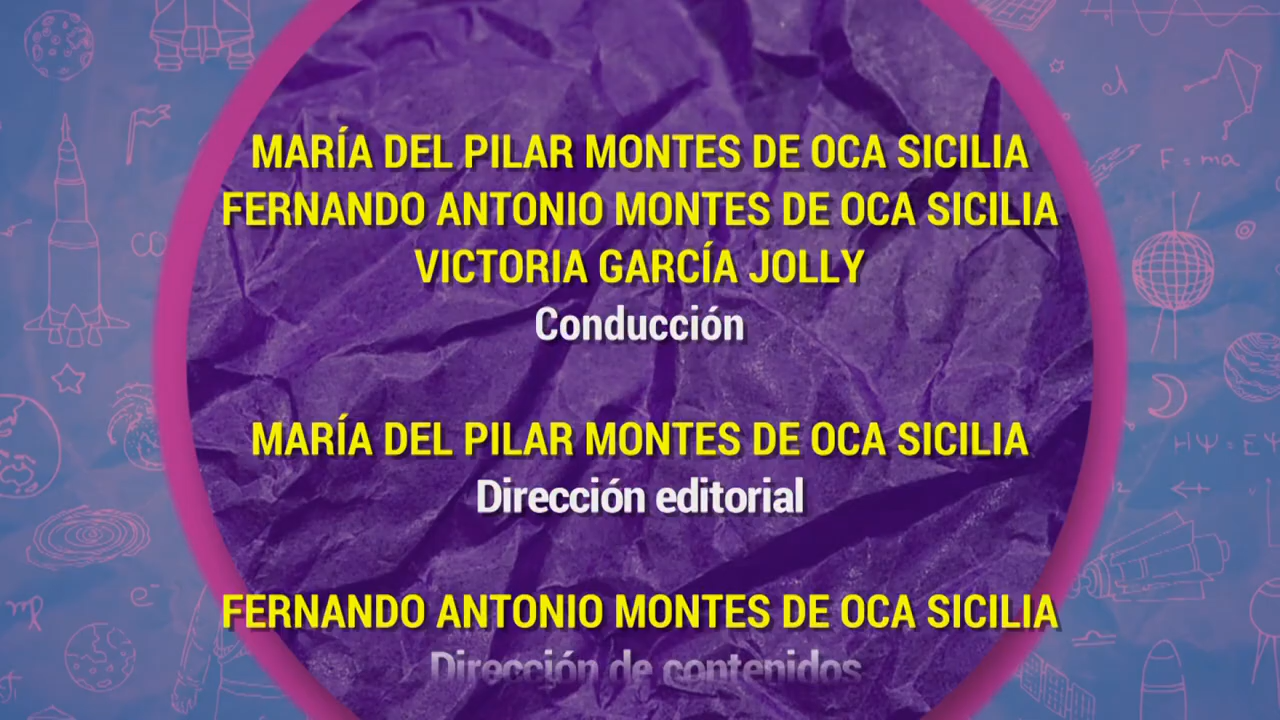 MARÍA DEL PILAR MONTES DE OCA SICILIA
FERNANDO ANTONIO MONTES DE OCA SICILIA
VICTORIA GARCÍA JOLLY
Conducción
MARÍA DEL PILAR MONTES DE OCA SICILIA
Dirección editorial
FERNANDO ANTONIO MONTES DE OCA SICILIA
Dirección de contenidos
F = ma